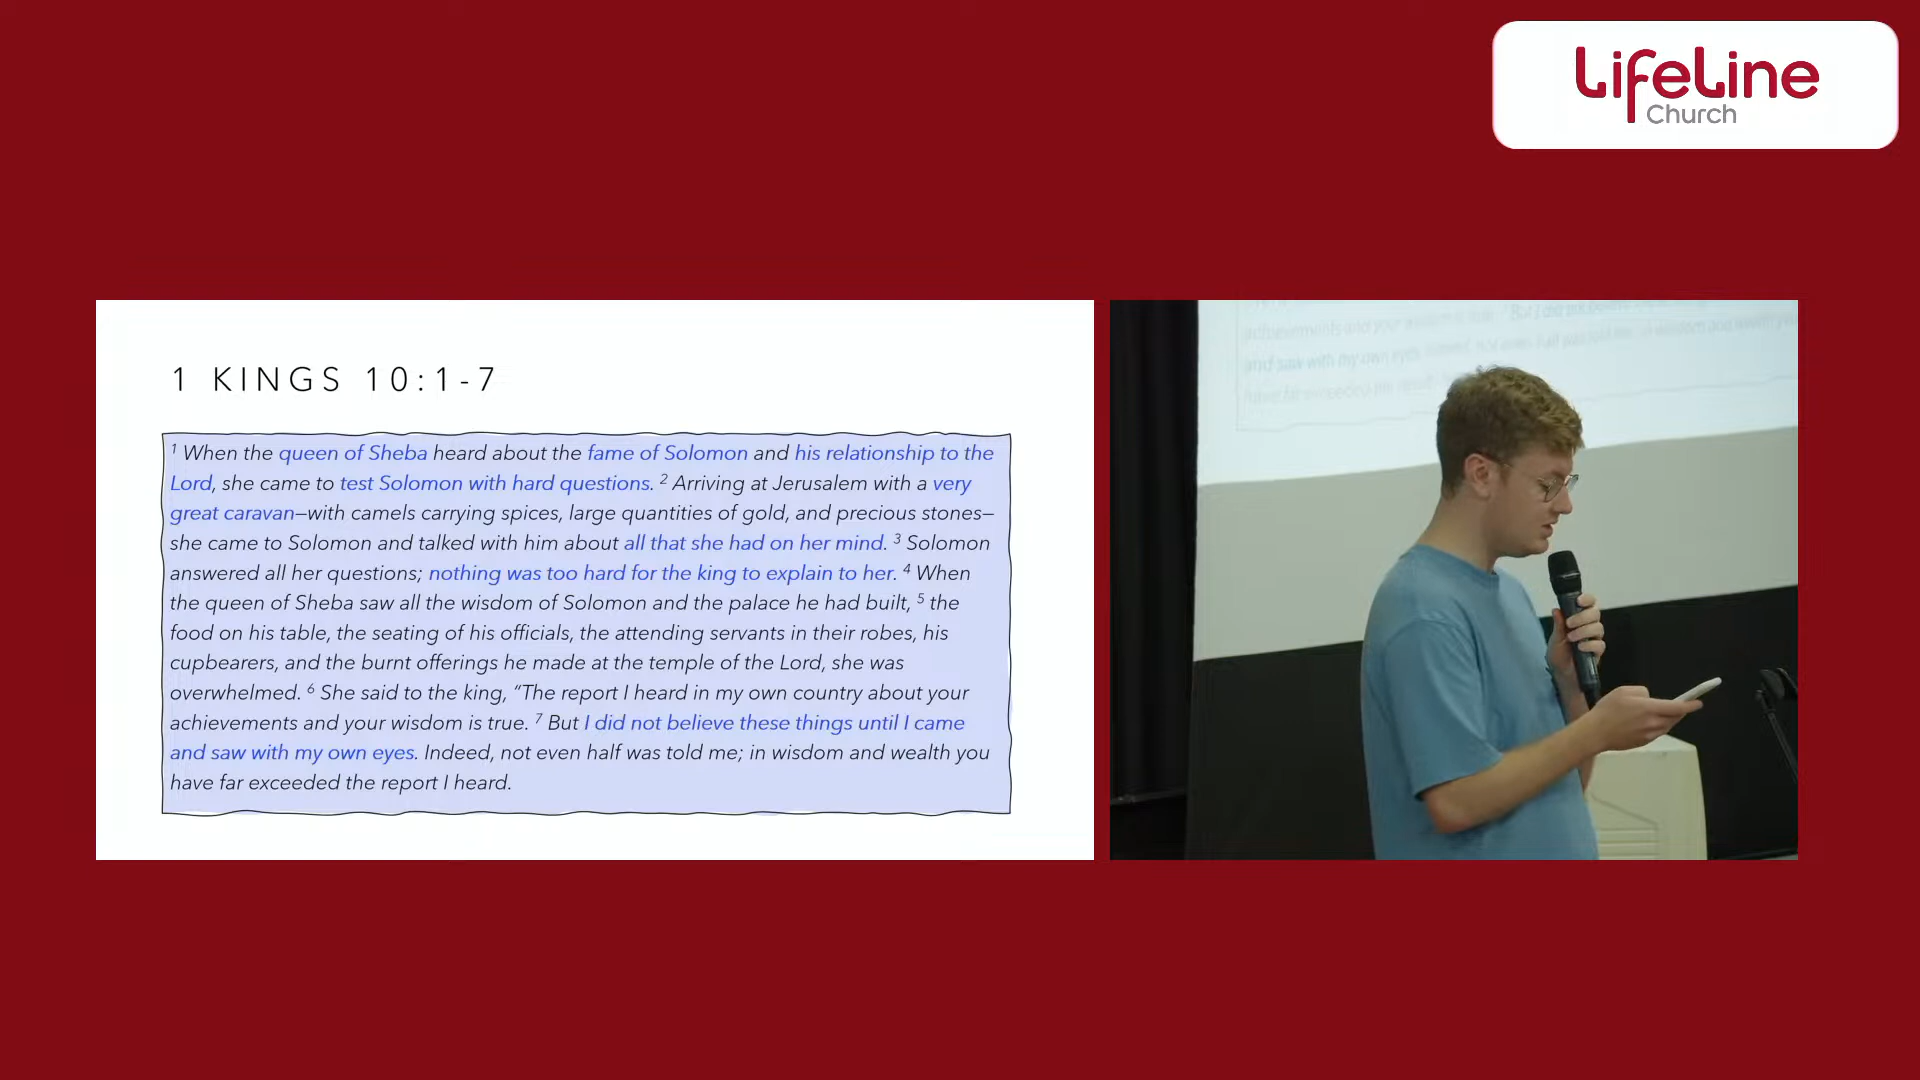 LifeLine
Church
1 KINGS 10:1-7
1 When the queen of Sheba heard about the fame of Solomon and his relationship to the
Lord, she came to test Solomon with hard questions. 2 Arriving at Jerusalem with a very
great caravan—with camels carrying spices, large quantities of gold, and precious stones—
she came to Solomon and talked with him about all that she had on her mind. 3 Solomon
answered all her questions; nothing was too hard for the king to explain to her. 4 When
the queen of Sheba saw all the wisdom of Solomon and the palace he had built, 5 the
food on his table, the seating of his officials, the attending servants in their robes, his
cupbearers, and the burnt offerings he made at the temple of the Lord, she was
overwhelmed. 6 She said to the king, “The report I heard in my own country about your
achievements and your wisdom is true. 7 But I did not believe these things until I came
and saw with my own eyes. Indeed, not even half was told me; in wisdom and wealth you
have far exceeded the report I heard.
achievements
and saw with my own eyes